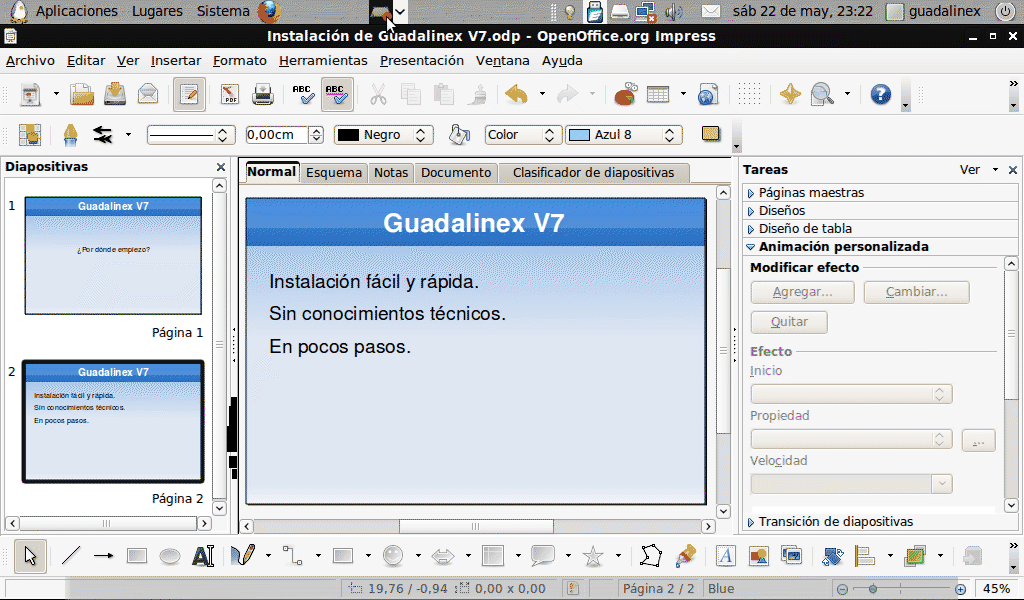 Aplicaciones Lugares Sistema sáb 22 de may, 23:22 guadalinex
Instalación de Guadalinex V7.odp - OpenOffice.org Impress
Archivo Editar Ver Insertar Formato Herramientas Presentación Ventana Ayuda
PDF ABC ABC
0,00cm Negro Color Azul 8
Diapositivas
1
Guadalinex V7
¿Por dónde empiezo?
Página 1
2
Guadalinex V7
Instalación fácil y rápida.
Sin conocimientos técnicos.
En pocos pasos.
Página 2
Normal Esquema Notas Documento Clasificador de diapositivas
Guadalinex V7
Instalación fácil y rápida.
Sin conocimientos técnicos.
En pocos pasos.
Tareas Ver
Páginas maestras
Diseños
Diseño de tabla
Animación personalizada
Modificar efecto
Agregar... Cambiar...
Quitar
Efecto
Inicio
Propiedad
...
Velocidad
Transición de diapositivas
19,76 / -0,94 0,00 x 0,00 Página 2 / 2 Blue 45%